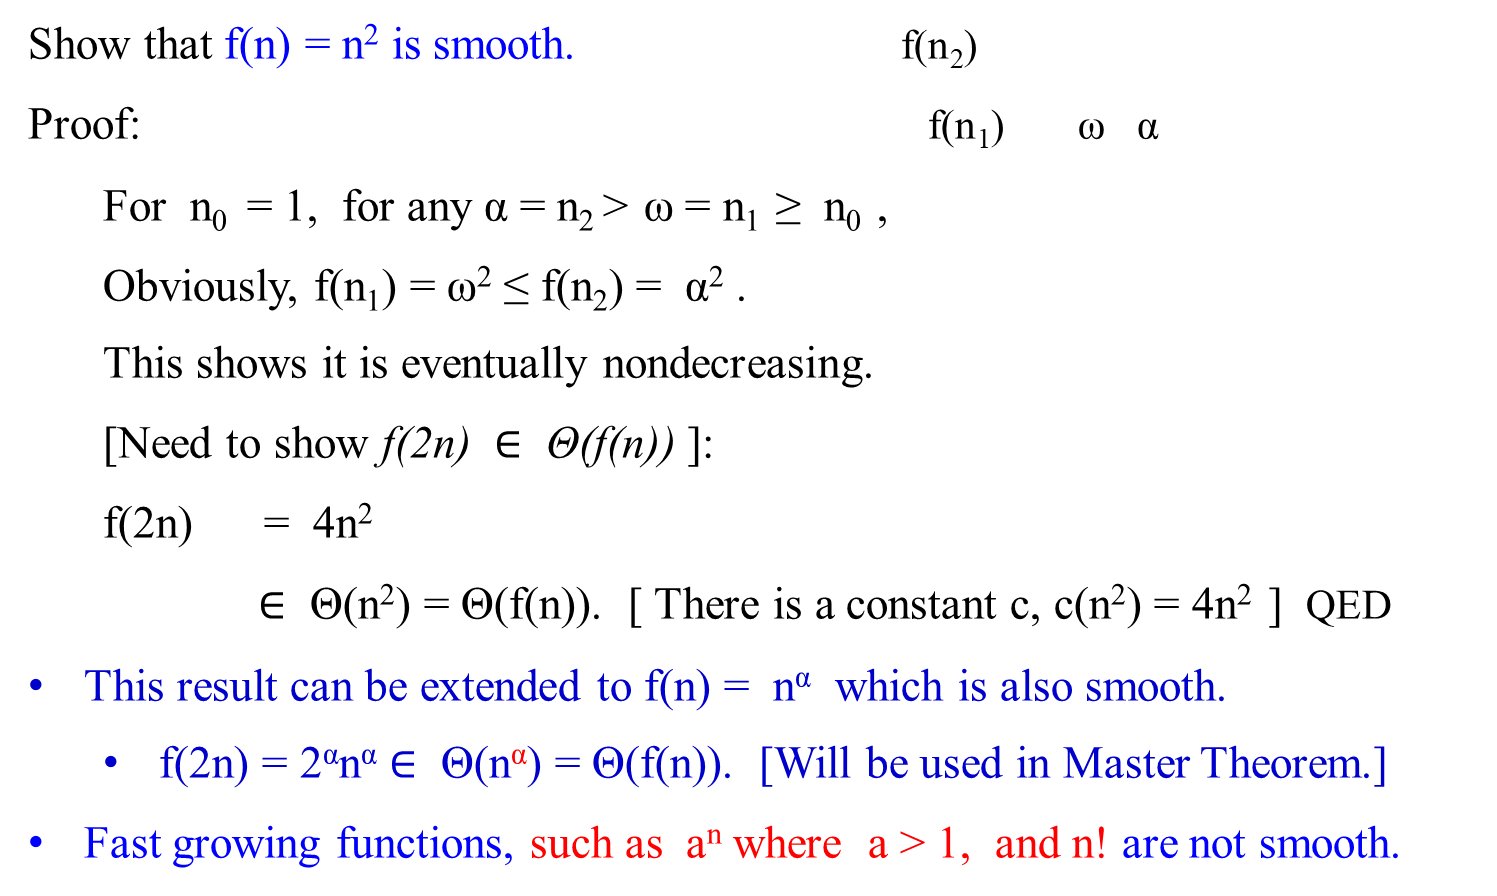 Show that f(n) = n² is smooth. f(n₂)
Proof: f(n₁) ω α
For n₀ = 1, for any α = n₂ > ω = n₁ ≥ n₀ ,
Obviously, f(n₁) = ω² ≤ f(n₂) = α² .
This shows it is eventually nondecreasing.
[Need to show f(2n) ∈ Θ(f(n)) ]:
f(2n) = 4n²
∈ Θ(n²) = Θ(f(n)). [ There is a constant c, c(n²) = 4n² ] QED
• This result can be extended to f(n) = nᵅ which is also smooth.
• f(2n) = 2ᵅnᵅ ∈ Θ(nᵅ) = Θ(f(n)). [Will be used in Master Theorem.]
• Fast growing functions, such as aⁿ where a > 1, and n! are not smooth.